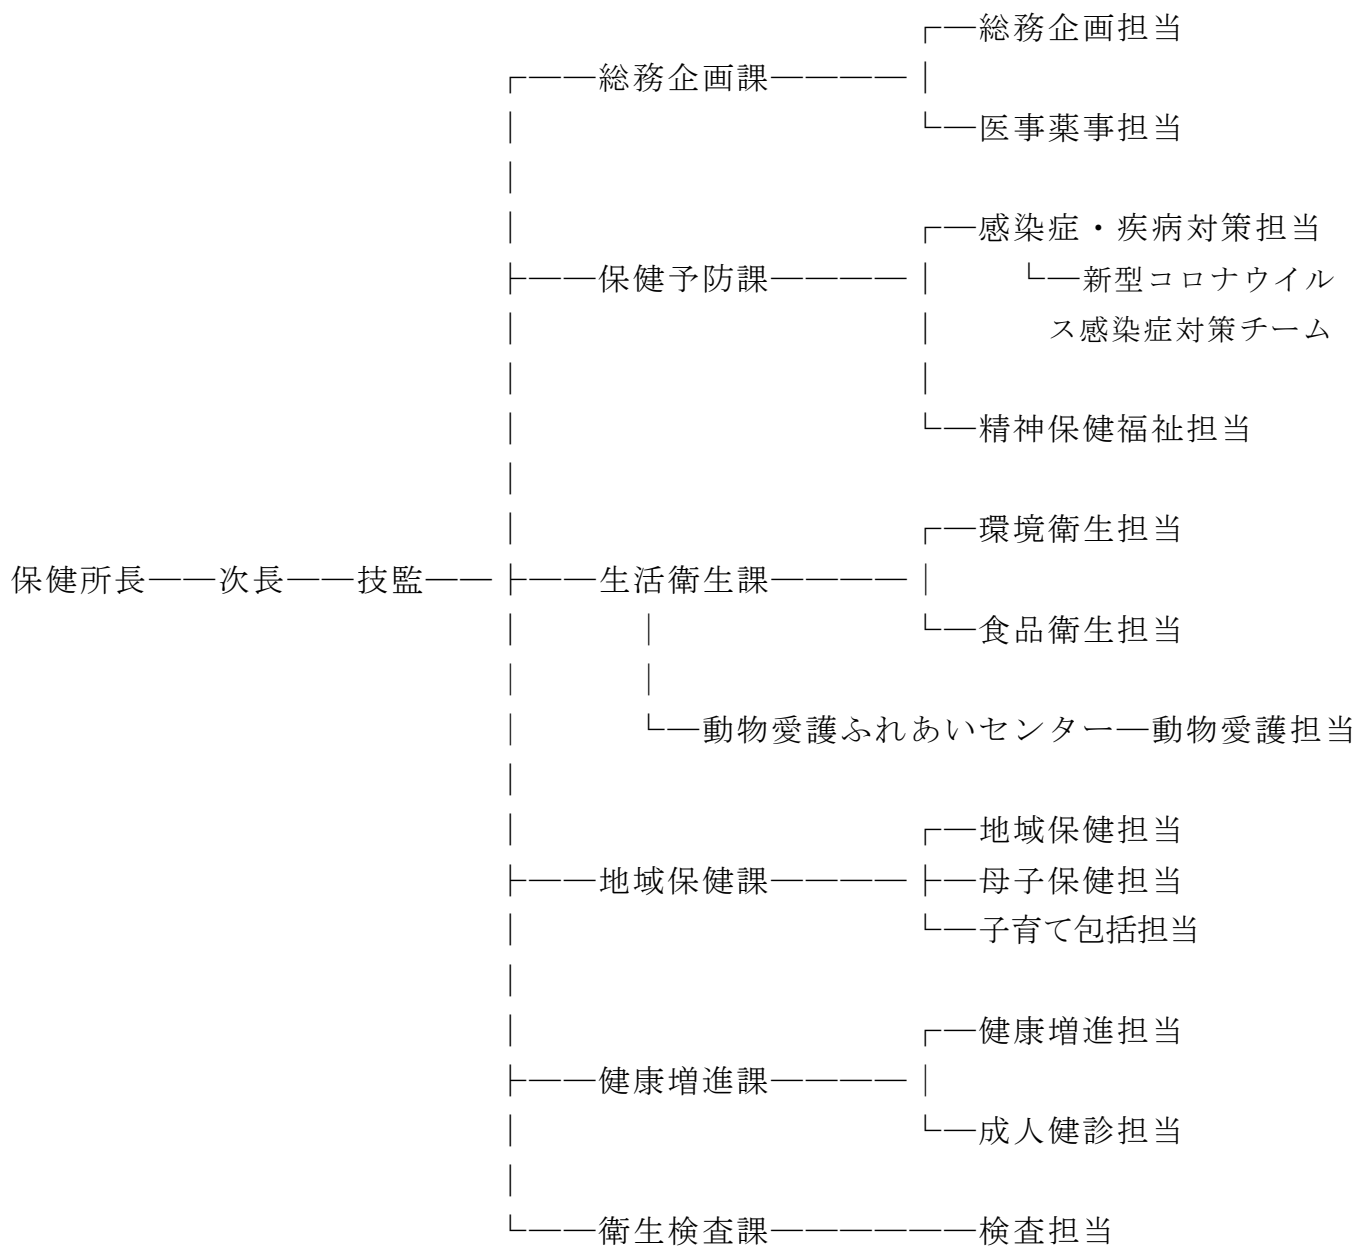 総務企画担当
総務企画課
医事薬事担当
感染症・疾病対策担当
保健予防課
新型コロナウイル
ス感染症対策チーム
精神保健福祉担当
環境衛生担当
保健所長――次長――技監――├――生活衛生課
食品衛生担当
動物愛護ふれあいセンター―動物愛護担当
地域保健担当
地域保健課――――├―母子保健担当
子育て包括担当
健康増進担当
健康増進課
成人健診担当
衛生検査課――――――検査担当